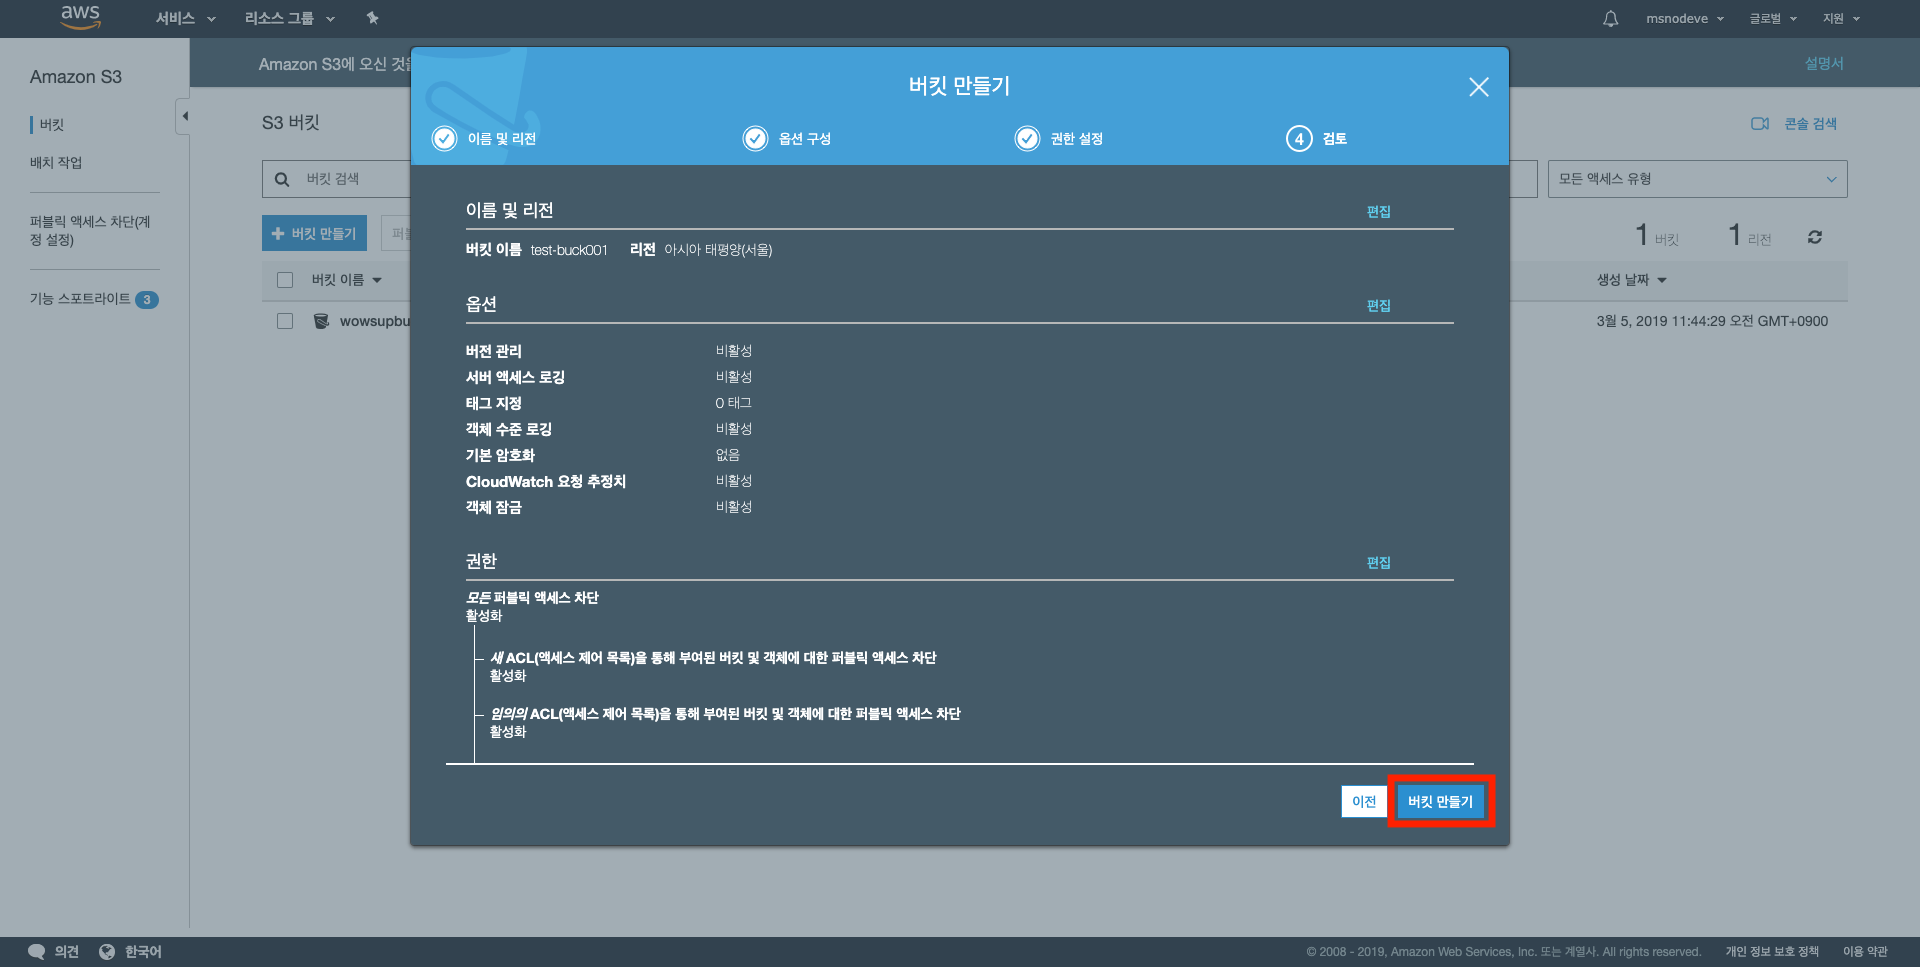 aws
서비스
리소스 그룹
msnodeve
글로벌
지원
Amazon S3
버킷
배치 작업
퍼블릭 액세스 차단(계
정 설정)
기능 스포트라이트 3
Amazon S3에 오신 것을
설명서
S3 버킷
콘솔 검색
버킷 검색
모든 액세스 유형
버킷 만들기
퍼블
1 버킷
1 리전
버킷 이름
생성 날짜
wowsupbu
3월 5, 2019 11:44:29 오전 GMT+0900
버킷 만들기
이름 및 리전
옵션 구성
권한 설정
4 검토
이름 및 리전
편집
버킷 이름 test-buck001 리전 아시아 태평양(서울)
옵션
편집
버전 관리 비활성
서버 액세스 로깅 비활성
태그 지정 0 태그
객체 수준 로깅 비활성
기본 암호화 없음
CloudWatch 요청 추정치 비활성
객체 잠금 비활성
권한
편집
모든 퍼블릭 액세스 차단
활성화
새 ACL(액세스 제어 목록)을 통해 부여된 버킷 및 객체에 대한 퍼블릭 액세스 차단
활성화
임의의 ACL(액세스 제어 목록)을 통해 부여된 버킷 및 객체에 대한 퍼블릭 액세스 차단
활성화
이전
버킷 만들기
의견
한국어
© 2008 - 2019, Amazon Web Services, Inc. 또는 계열사. All rights reserved.
개인 정보 보호 정책
이용 약관